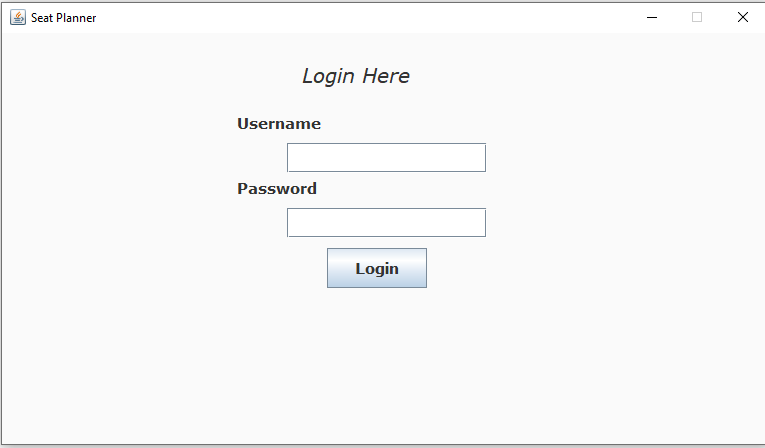 Seat Planner
Login Here
Username
Password
Login